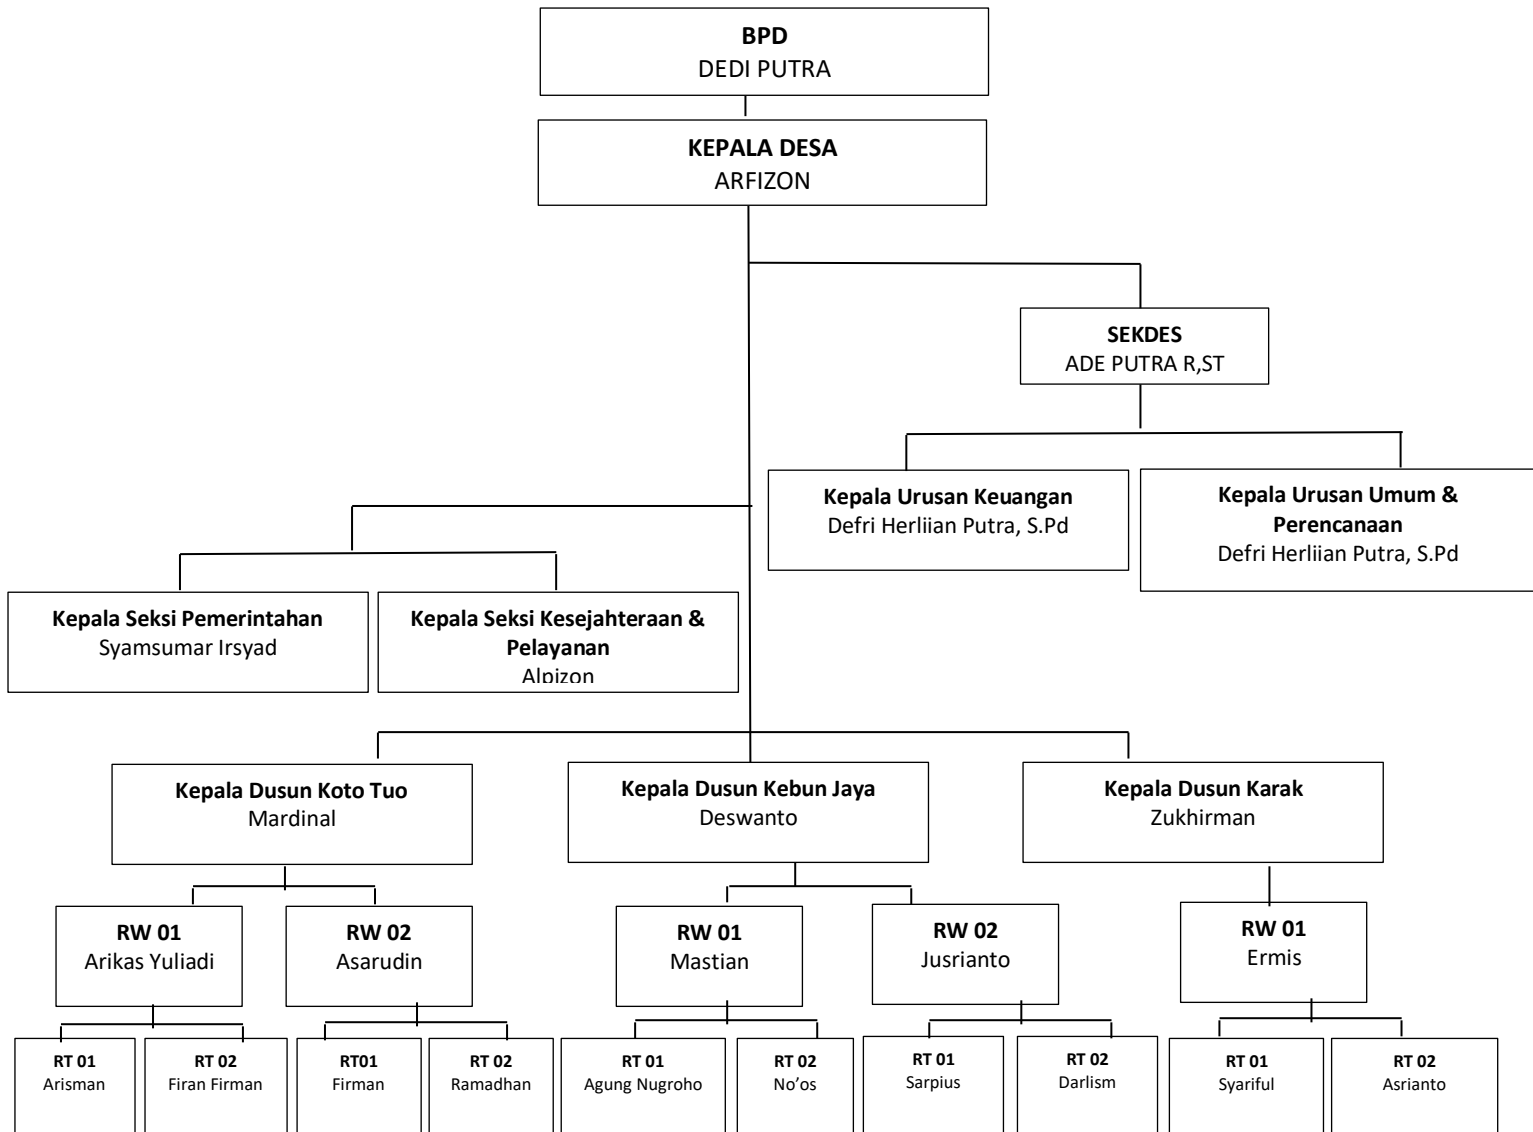 BPD
DEDI PUTRA
KEPALA DESA
ARFIZON
SEKDES
ADE PUTRA R,ST
Kepala Urusan Keuangan
Defri Herliian Putra, S.Pd
Kepala Urusan Umum &
Perencanaan
Defri Herliian Putra, S.Pd
Kepala Seksi Pemerintahan
Syamsumar Irsyad
Kepala Seksi Kesejahteraan &
Pelayanan
Alpizon
Kepala Dusun Koto Tuo
Mardinal
Kepala Dusun Kebun Jaya
Deswanto
Kepala Dusun Karak
Zukhirman
RW 01
Arikas Yuliadi
RW 02
Asarudin
RW 01
Mastian
RW 02
Jusrianto
RW 01
Ermis
RT 01
Arisman
RT 02
Firan Firman
RT01
Firman
RT 02
Ramadhan
RT 01
Agung Nugroho
RT 02
No’os
RT 01
Sarpius
RT 02
Darlism
RT 01
Syariful
RT 02
Asrianto